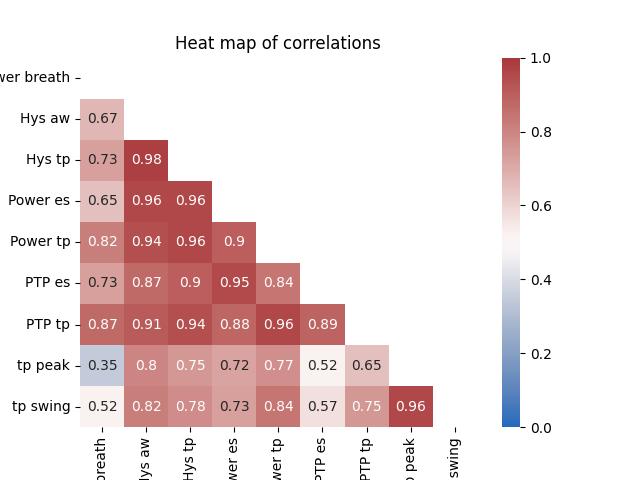 Heat map of correlations
wer breath
Hys aw 0.67
Hys tp 0.73 0.98
Power es 0.65 0.96 0.96
Power tp 0.82 0.94 0.96 0.9
PTP es 0.73 0.87 0.9 0.95 0.84
PTP tp 0.87 0.91 0.94 0.88 0.96 0.89
tp peak 0.35 0.8 0.75 0.72 0.77 0.52 0.65
tp swing 0.52 0.82 0.78 0.73 0.84 0.57 0.75 0.96
breath
Hys aw
Hys tp
wer es
wer tp
PTP es
PTP tp
peak
swing
1.0
0.8
0.6
0.4
0.2
0.0